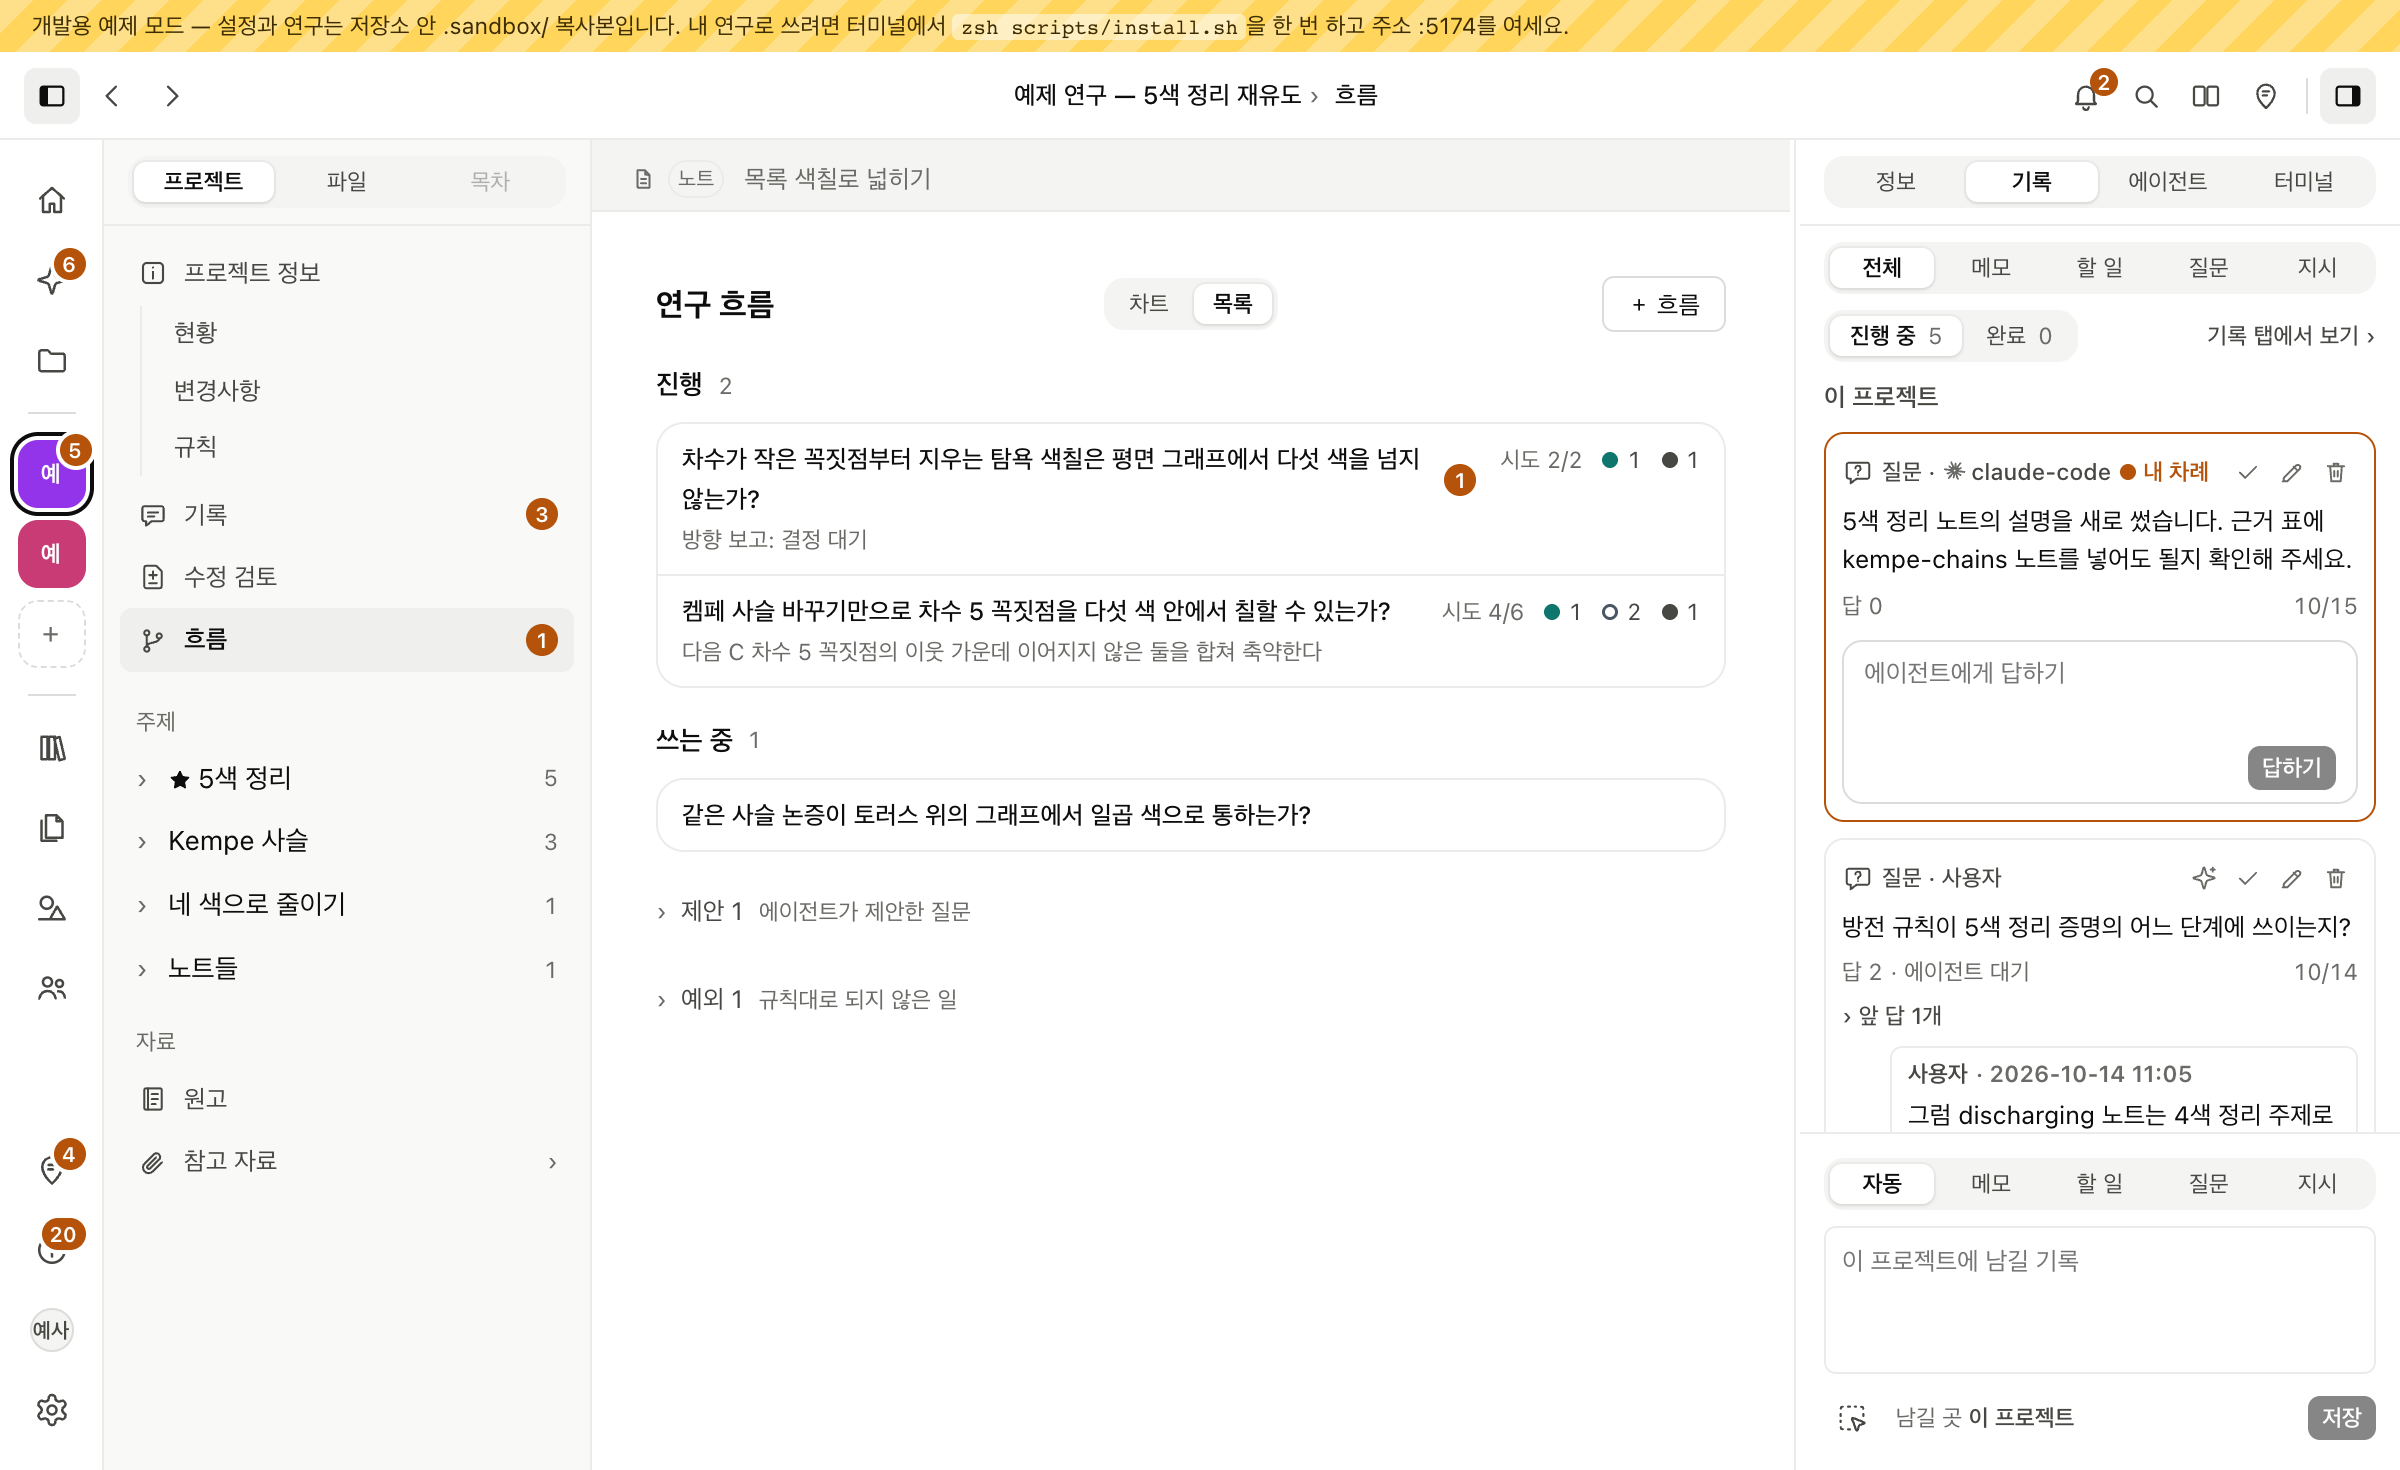 개발용 예제 모드 — 설정과 연구는 저장소 안 .sandbox/ 복사본입니다. 내 연구로 쓰려면 터미널에서 zsh scripts/install.sh을 한 번 하고 주소 :5174를 여세요.
예제 연구 — 5색 정리 재유도 › 흐름
2
6
5
예
예
+
4
20
예사
프로젝트 파일 목차
프로젝트 정보
현황
변경사항
규칙
기록 3
수정 검토
흐름 1
주제
› ★ 5색 정리 5
› Kempe 사슬 3
› 네 색으로 줄이기 1
› 노트들 1
자료
원고
참고 자료 ›
노트 목록 색칠로 넓히기
연구 흐름
차트 목록
+ 흐름
진행 2
차수가 작은 꼭짓점부터 지우는 탐욕 색칠은 평면 그래프에서 다섯 색을 넘지
않는가?
1 시도 2/2 1 1
방향 보고: 결정 대기
켐페 사슬 바꾸기만으로 차수 5 꼭짓점을 다섯 색 안에서 칠할 수 있는가? 시도 4/6 1 2 1
다음 C 차수 5 꼭짓점의 이웃 가운데 이어지지 않은 둘을 합쳐 축약한다
쓰는 중 1
같은 사슬 논증이 토러스 위의 그래프에서 일곱 색으로 통하는가?
› 제안 1 에이전트가 제안한 질문
› 예외 1 규칙대로 되지 않은 일
정보 기록 에이전트 터미널
전체 메모 할 일 질문 지시
진행 중 5 완료 0 기록 탭에서 보기 ›
이 프로젝트
질문 · claude-code 내 차례
5색 정리 노트의 설명을 새로 썼습니다. 근거 표에
kempe-chains 노트를 넣어도 될지 확인해 주세요.
답 0 10/15
에이전트에게 답하기
답하기
질문 · 사용자
방전 규칙이 5색 정리 증명의 어느 단계에 쓰이는지?
답 2 · 에이전트 대기 10/14
› 앞 답 1개
사용자 · 2026-10-14 11:05
그럼 discharging 노트는 4색 정리 주제로
자동 메모 할 일 질문 지시
이 프로젝트에 남길 기록
남길 곳 이 프로젝트
저장